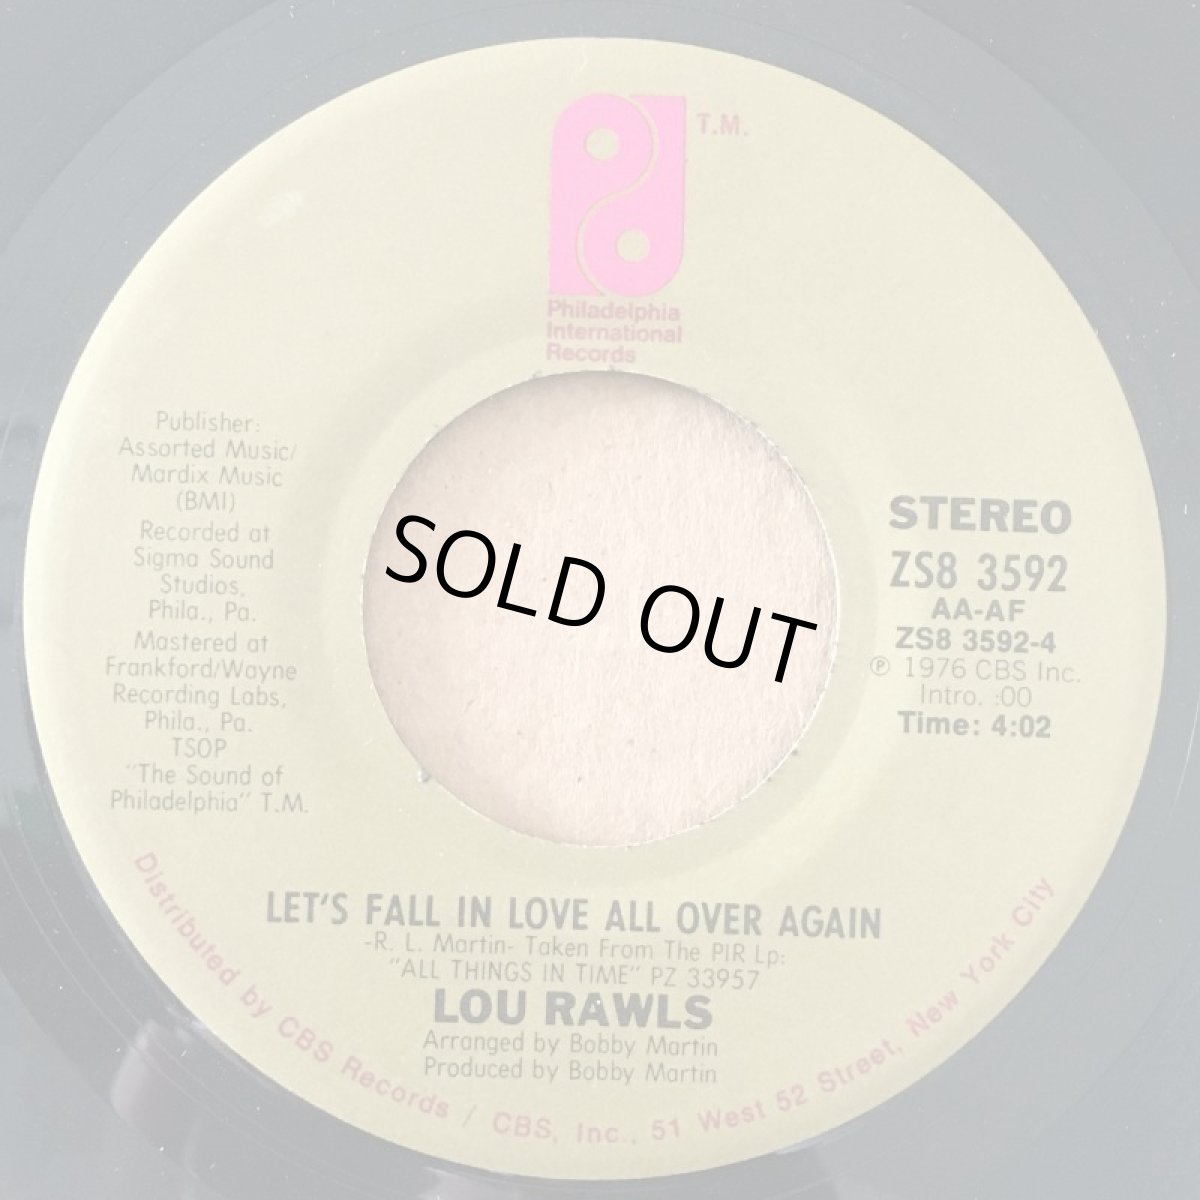 T.M.
Philadelphia
International
Records
Publisher:
Assorted Music/
Mardix Music
(BMI)
Recorded at
Sigma Sound
Studios,
Phila., Pa.
Mastered at
Frankford/Wayne
Recording Labs,
Phila., Pa.
TSOP
"The Sound of
Philadelphia" T.M.
SOLD OUT
STEREO
ZS8 3592
AA-AF
ZS8 3592-4
℗ 1976 CBS Inc.
Intro. :00
Time: 4:02
LET'S FALL IN LOVE ALL OVER AGAIN
-R. L. Martin- Taken From The PIR Lp:
"ALL THINGS IN TIME" PZ 33957
LOU RAWLS
Arranged by Bobby Martin
Produced by Bobby Martin
Distributed by CBS Records / CBS, Inc., 51 West 52 Street, New York City